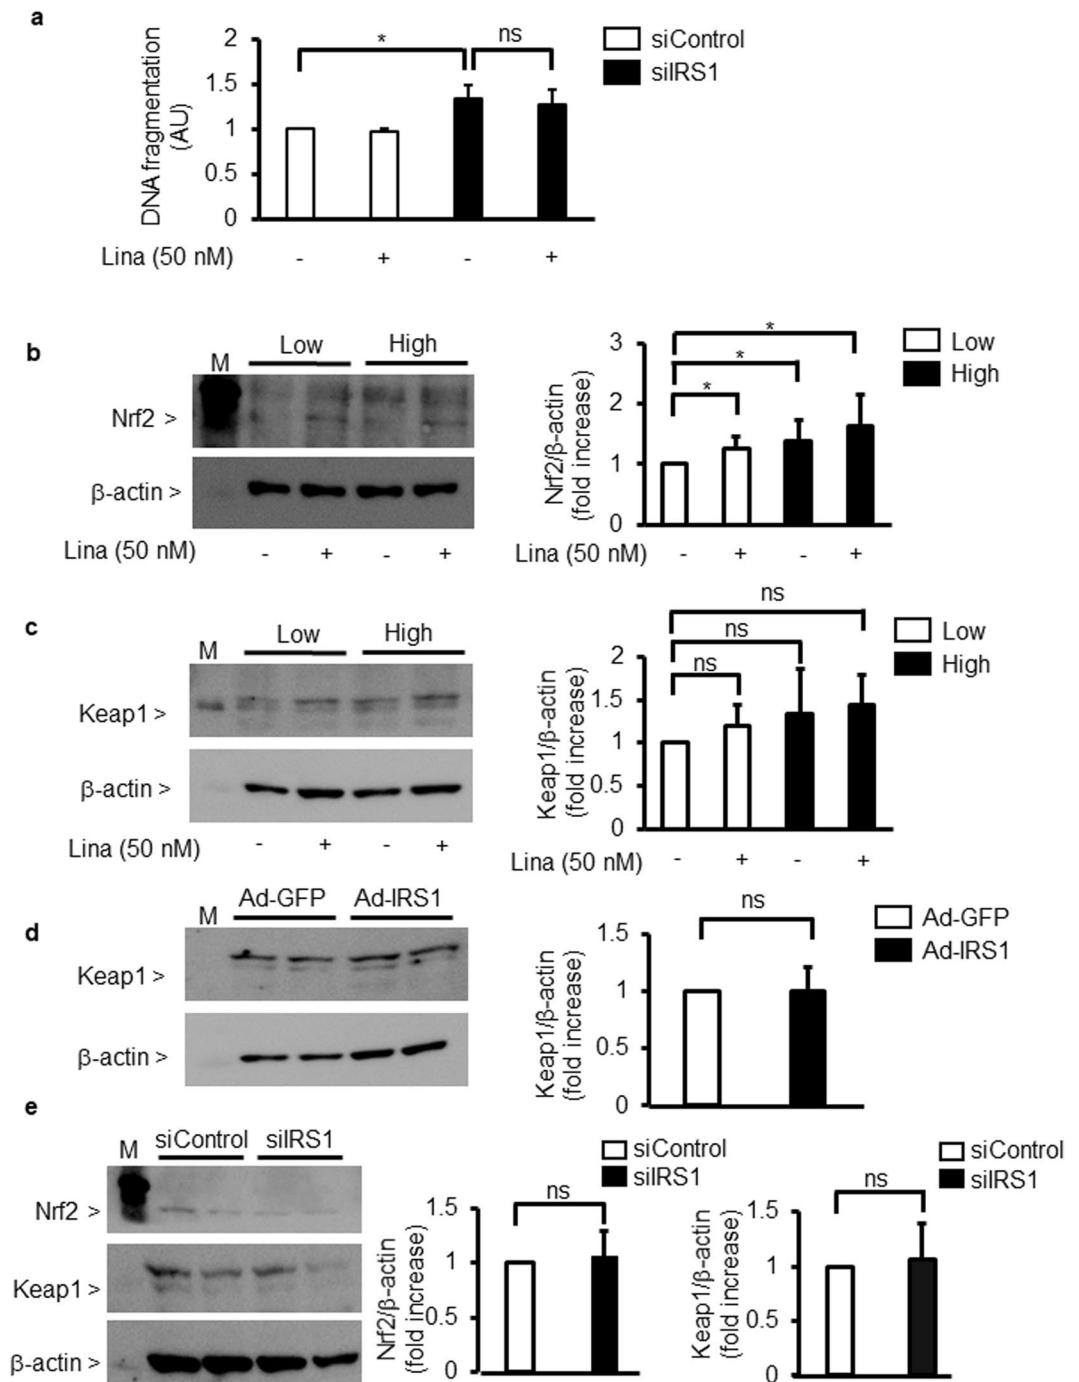 a
2
1.5
1
0.5
0
DNA fragmentation
(AU)
*
ns
siControl
siIRS1
Lina (50 nM)
- + - +
b
M
Low High
Nrf2 >
β-actin >
Lina (50 nM) - + - +
3
2
1
0
Nrf2/β-actin
(fold increase)
*
*
*
Low
High
Lina (50 nM) - + - +
c
M
Low High
Keap1 >
β-actin >
Lina (50 nM) - + - +
2
1.5
1
0.5
0
Keap1/β-actin
(fold increase)
ns
ns
ns
Low
High
Lina (50 nM) - + - +
d
M
Ad-GFP Ad-IRS1
Keap1 >
β-actin >
1.5
1
0.5
0
Keap1/β-actin
(fold increase)
ns
Ad-GFP
Ad-IRS1
e
M
siControl siIRS1
Nrf2 >
Keap1 >
β-actin >
siControl
siIRS1
1.5
1
0.5
0
Nrf2/β-actin
(fold increase)
ns
siControl
siIRS1
1.5
1
0.5
0
Keap1/β-actin
(fold increase)
ns